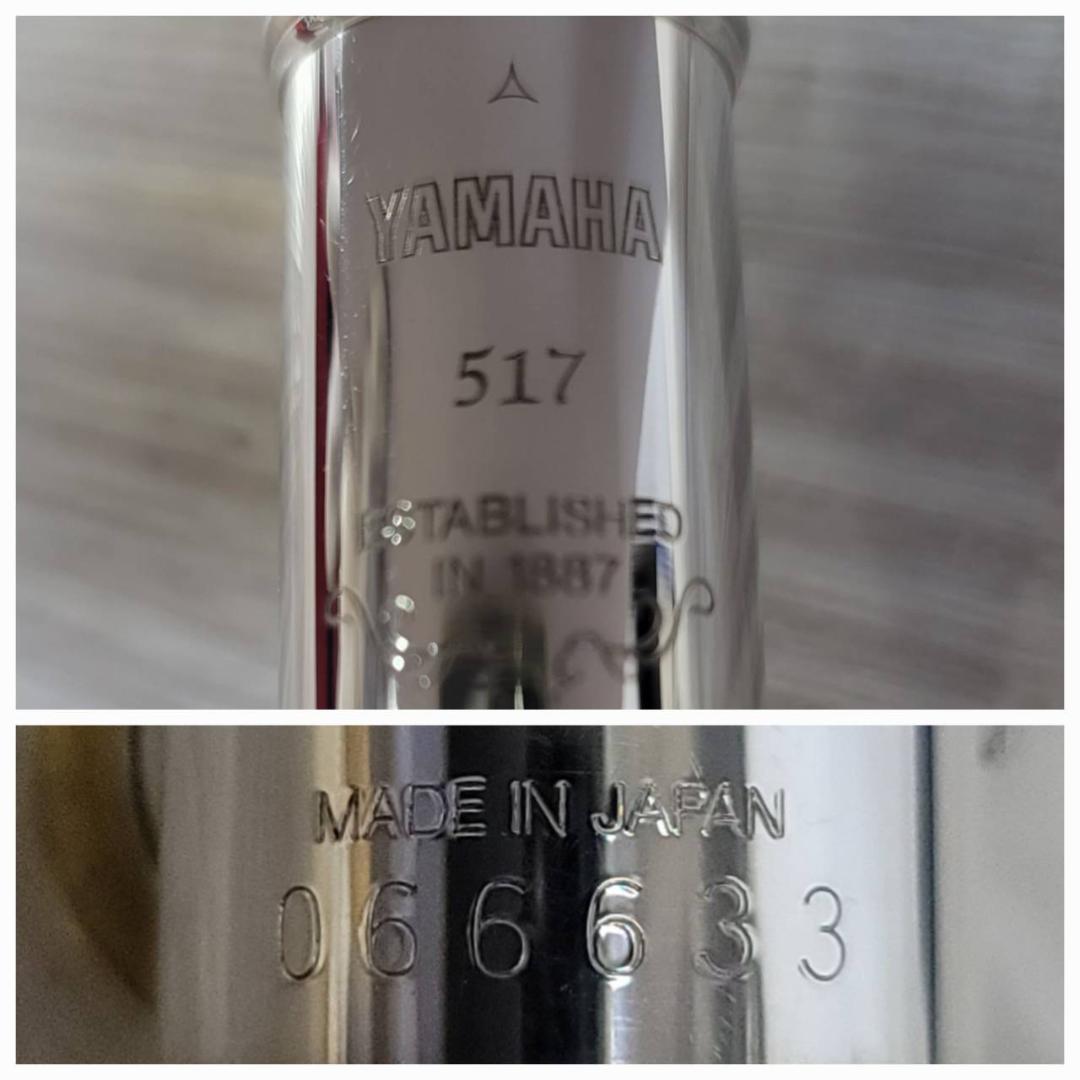 YAMAHA
517
ESTABLISHED
IN 1887
MADE IN JAPAN
066633